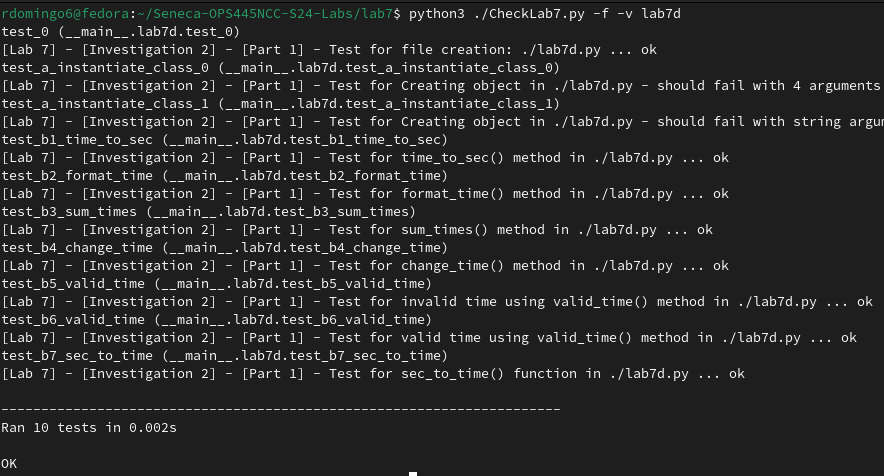 rdomingo6@fedora:~/Seneca-OPS445NCC-S24-Labs/lab7$ python3 ./CheckLab7.py -f -v lab7d
test_0 (__main__.lab7d.test_0)
[Lab 7] - [Investigation 2] - [Part 1] - Test for file creation: ./lab7d.py ... ok
test_a_instantiate_class_0 (__main__.lab7d.test_a_instantiate_class_0)
[Lab 7] - [Investigation 2] - [Part 1] - Test for Creating object in ./lab7d.py - should fail with 4 arguments
test_a_instantiate_class_1 (__main__.lab7d.test_a_instantiate_class_1)
[Lab 7] - [Investigation 2] - [Part 1] - Test for Creating object in ./lab7d.py - should fail with string argu
test_b1_time_to_sec (__main__.lab7d.test_b1_time_to_sec)
[Lab 7] - [Investigation 2] - [Part 1] - Test for time_to_sec() method in ./lab7d.py ... ok
test_b2_format_time (__main__.lab7d.test_b2_format_time)
[Lab 7] - [Investigation 2] - [Part 1] - Test for format_time() method in ./lab7d.py ... ok
test_b3_sum_times (__main__.lab7d.test_b3_sum_times)
[Lab 7] - [Investigation 2] - [Part 1] - Test for sum_times() method in ./lab7d.py ... ok
test_b4_change_time (__main__.lab7d.test_b4_change_time)
[Lab 7] - [Investigation 2] - [Part 1] - Test for change_time() method in ./lab7d.py ... ok
test_b5_valid_time (__main__.lab7d.test_b5_valid_time)
[Lab 7] - [Investigation 2] - [Part 1] - Test for invalid time using valid_time() method in ./lab7d.py ... ok
test_b6_valid_time (__main__.lab7d.test_b6_valid_time)
[Lab 7] - [Investigation 2] - [Part 1] - Test for valid time using valid_time() method in ./lab7d.py ... ok
test_b7_sec_to_time (__main__.lab7d.test_b7_sec_to_time)
[Lab 7] - [Investigation 2] - [Part 1] - Test for sec_to_time() function in ./lab7d.py ... ok
----------------------------------------------------------------------
Ran 10 tests in 0.002s
OK